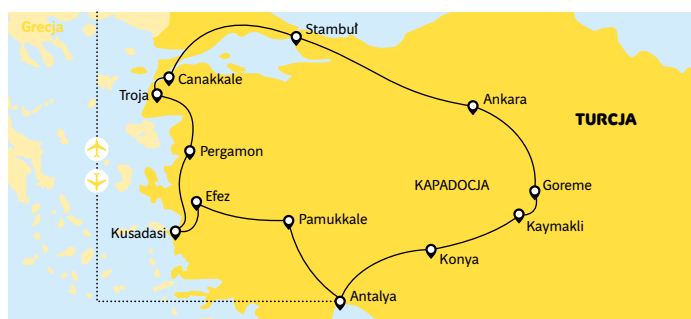 Grecja
Stambuł
Canakkale
Troja
Ankara
TURCJA
Pergamon
KAPADOCJA
Goreme
Efez
Pamukkale
Kaymakli
Kusadasi
Konya
Antalya